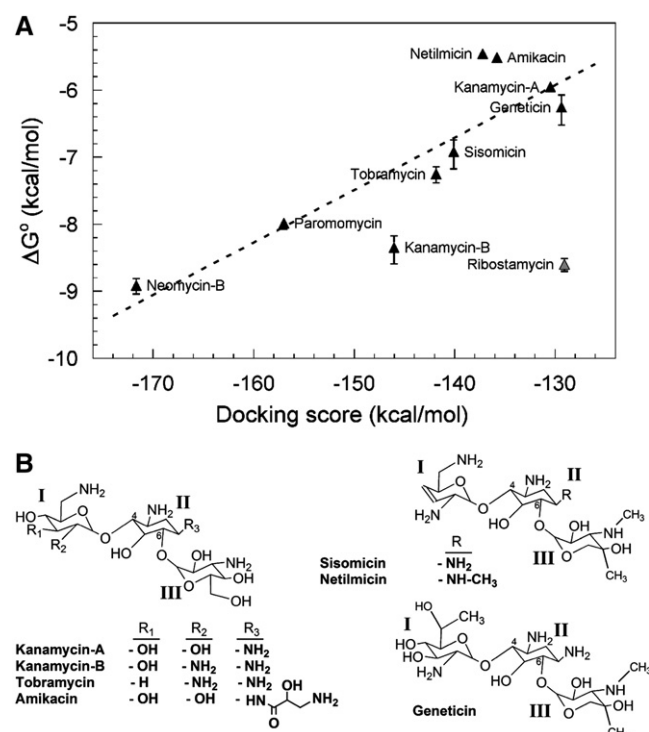 A
-5
-6
-7
-8
-9
-10
ΔG° (kcal/mol)
Netilmicin
Amikacin
Kanamycin-A
Geneticin
Sisomicin
Tobramycin
Paromomycin
Kanamycin-B
Ribostamycin
Neomycin-B
-170 -160 -150 -140 -130
Docking score (kcal/mol)
B
I
NH2
HO
R1
R2
O
O
4
NH2
II
R3
HO
6
O
OH
NH2
O
OH
III
OH
R1 R2 R3
Kanamycin-A -OH -OH -NH2
Kanamycin-B -OH -NH2 -NH2
Tobramycin -H -NH2 -NH2
Amikacin -OH -OH -HN
OH
NH2
O
I
NH2
O
H2N
O
4
NH2
II
R
HO
6
O
OH
H
N-CH3
OH
O
CH3
III
R
Sisomicin -NH2
Netilmicin -NH-CH3
HO
CH3
I
HO
HO
O
H2N
O
4
NH2
II
NH2
HO
6
O
OH
NH
CH3
OH
O
CH3
III
Geneticin